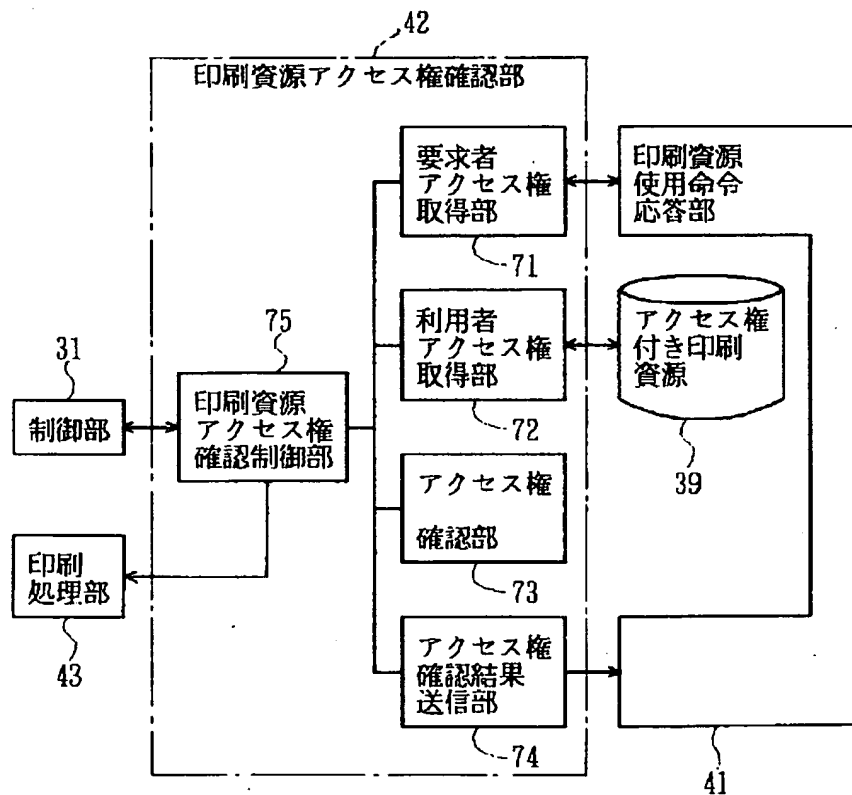 42
印刷資源アクセス権確認部
要求者
アクセス権
取得部
71
印刷資源
使用命令
応答部
75
利用者
アクセス権
取得部
72
アクセス権
付き印刷
資源
39
31
制御部
印刷資源
アクセス権
確認制御部
アクセス権
確認部
73
印刷
処理部
43
アクセス権
確認結果
送信部
74
41